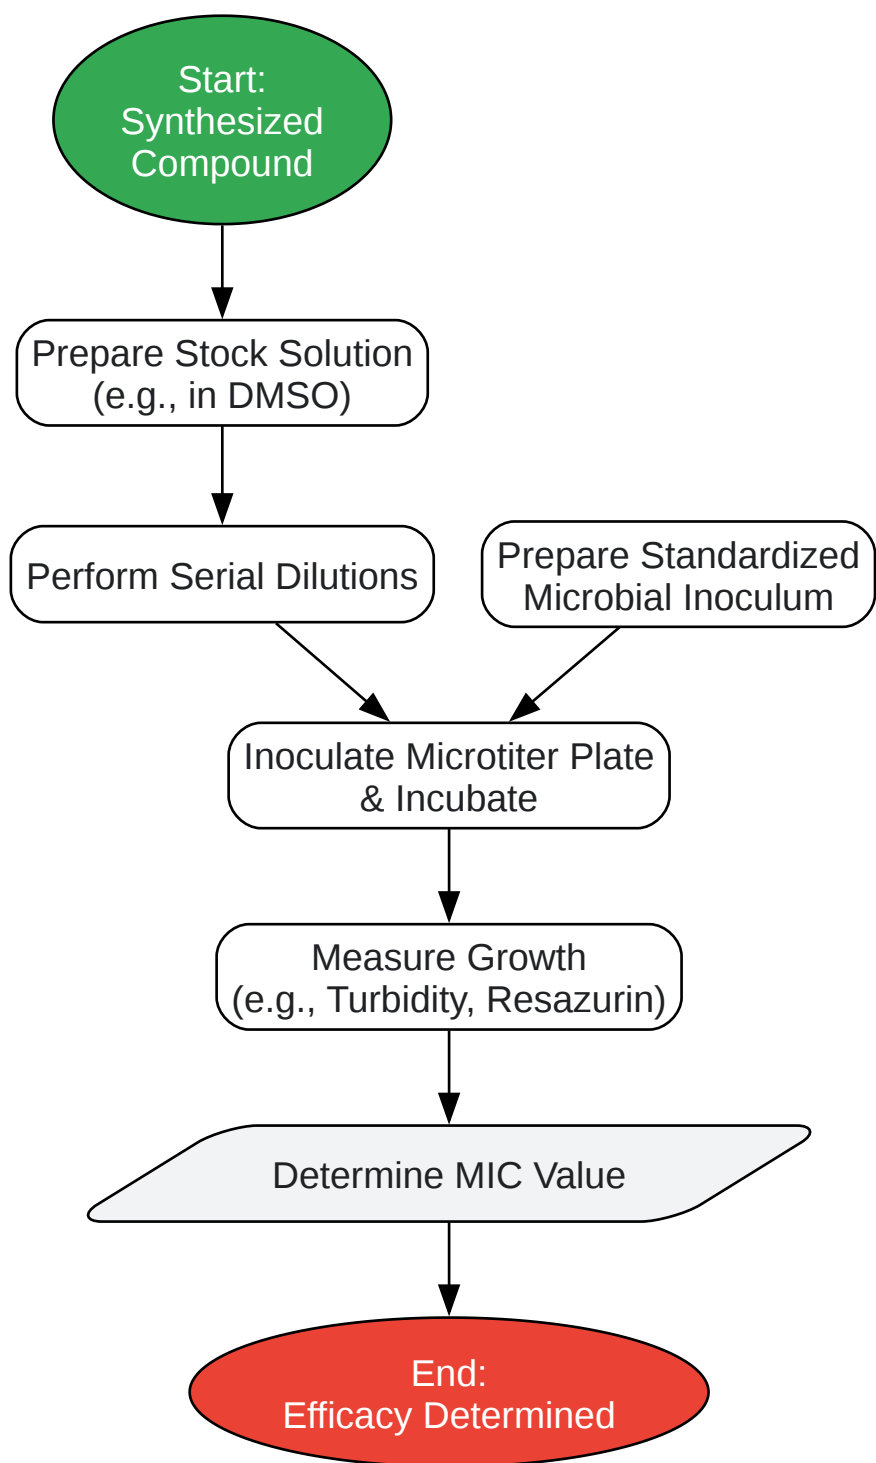 Start:
Synthesized
Compound
Prepare Stock Solution
(e.g., in DMSO)
Perform Serial Dilutions
Prepare Standardized
Microbial Inoculum
Inoculate Microtiter Plate
& Incubate
Measure Growth
(e.g., Turbidity, Resazurin)
Determine MIC Value
End:
Efficacy Determined